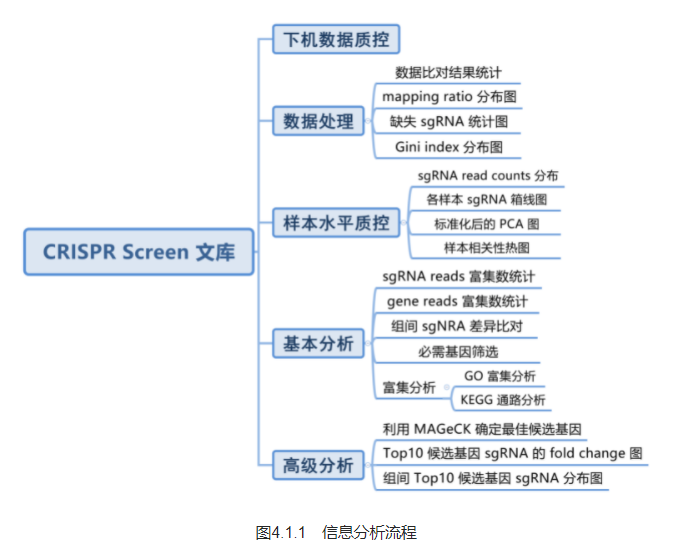 下机数据质控
数据处理
数据比对结果统计
mapping ratio 分布图
缺失 sgRNA 统计图
Gini index 分布图
样本水平质控
sgRNA read counts 分布
各样本 sgRNA 箱线图
标准化后的 PCA 图
样本相关性热图
CRISPR Screen 文库
基本分析
sgRNA reads 富集数统计
gene reads 富集数统计
组间 sgNRA 差异比对
必需基因筛选
富集分析
GO 富集分析
KEGG 通路分析
高级分析
利用 MAGeCK 确定最佳候选基因
Top10 候选基因 sgRNA 的 fold change 图
组间 Top10 候选基因 sgRNA 分布图
图4.1.1 信息分析流程